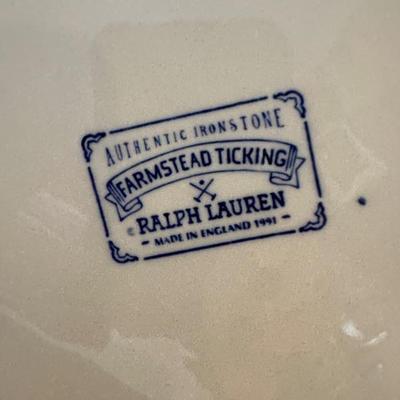 AUTHENTIC IRONSTONE
FARMSTEAD TICKING
© RALPH LAUREN
- MADE IN ENGLAND 1991 -